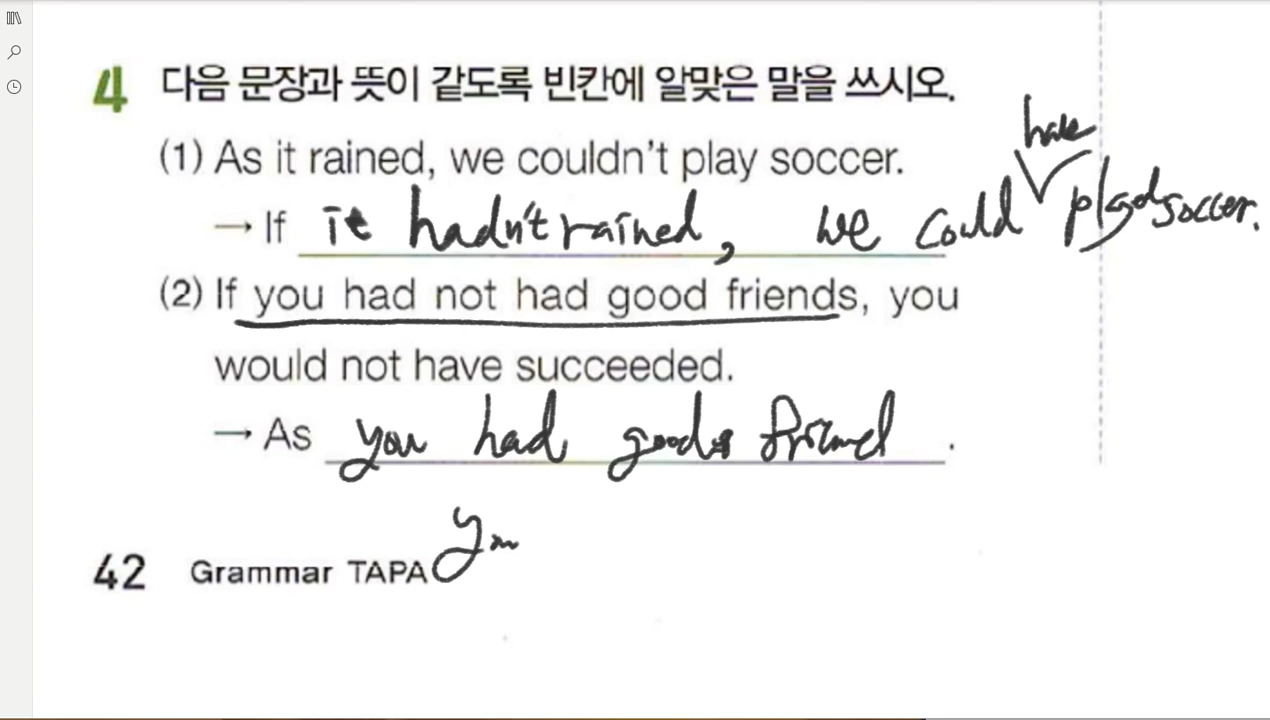 4 다음 문장과 뜻이 같도록 빈칸에 알맞은 말을 쓰시오.
(1) As it rained, we couldn't play soccer.
have
→ If it hadn't rained, we could played soccer.
(2) If you had not had good friends, you
would not have succeeded.
→ As you had good friend .
you
42 Grammar TAPA